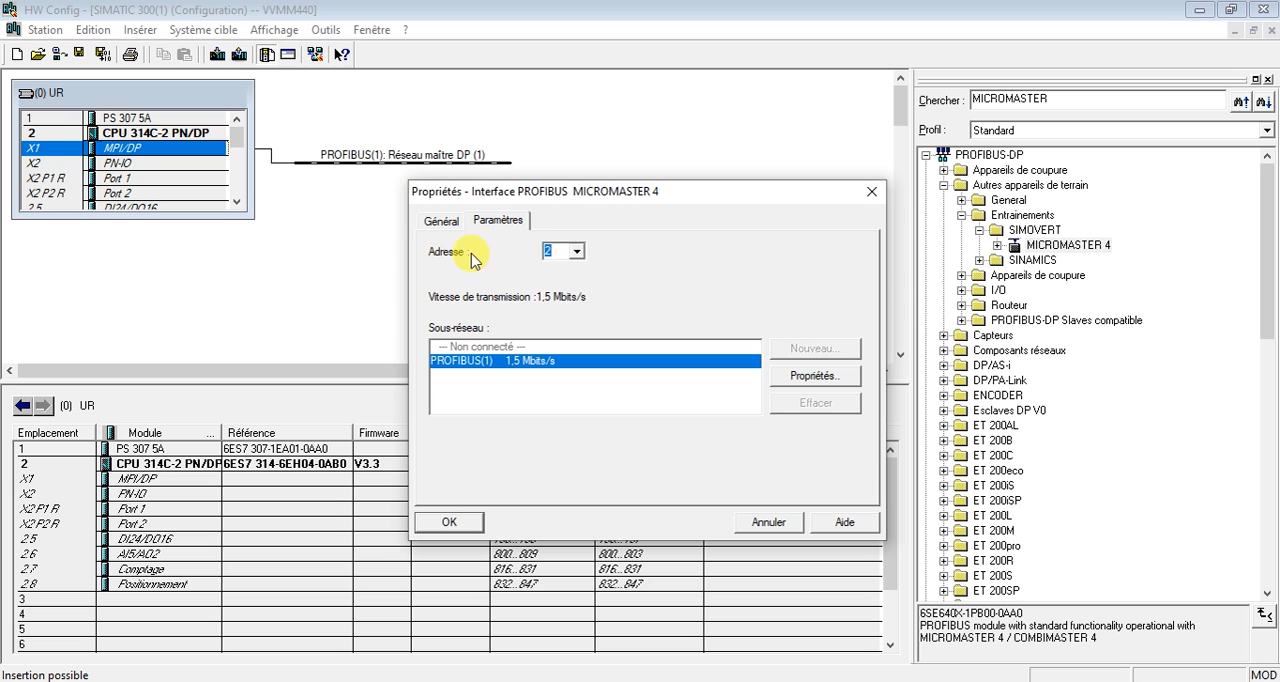 HW Config - [SIMATIC 300(1) (Configuration) -- VVMM440]
Station Edition Insérer Système cible Affichage Outils Fenêtre ?
(0) UR
1 PS 307 5A
2 CPU 314C-2 PN/DP
X1 MPI/DP
X2 PN-IO
X2 P1 R Port 1
X2 P2 R Port 2
2.5 DI24/DO16
PROFIBUS(1): Réseau maître DP (1)
Propriétés - Interface PROFIBUS MICROMASTER 4
Général Paramètres
Adresse : 2
Vitesse de transmission :1,5 Mbits/s
Sous-réseau :
--- Non connecté ---
PROFIBUS(1) 1,5 Mbits/s
Nouveau...
Propriétés..
Effacer
OK Annuler Aide
(0) UR
Emplacement Module ... Référence Firmware
1 PS 307 5A 6ES7 307-1EA01-0AA0
2 CPU 314C-2 PN/DP 6ES7 314-6EH04-0AB0 V3.3
X1 MPI/DP
X2 PN-IO
X2 P1 R Port 1
X2 P2 R Port 2
2.5 DI24/DO16
2.6 AI5/AO2 800...809 800...803
2.7 Comptage 816...831 816...831
2.8 Positionnement 832...847 832...847
3
4
5
6
Chercher : MICROMASTER
Profil : Standard
PROFIBUS-DP
Appareils de coupure
Autres appareils de terrain
General
Entrainements
SIMOVERT
MICROMASTER 4
SINAMICS
Appareils de coupure
I/O
Routeur
PROFIBUS-DP Slaves compatible
Capteurs
Composants réseaux
DP/AS-i
DP/PA-Link
ENCODER
Esclaves DP V0
ET 200AL
ET 200B
ET 200C
ET 200eco
ET 200iS
ET 200iSP
ET 200L
ET 200M
ET 200pro
ET 200R
ET 200S
ET 200SP
6SE640X-1PB00-0AA0
PROFIBUS module with standard functionality operational with
MICROMASTER 4 / COMBIMASTER 4
Insertion possible
MOD